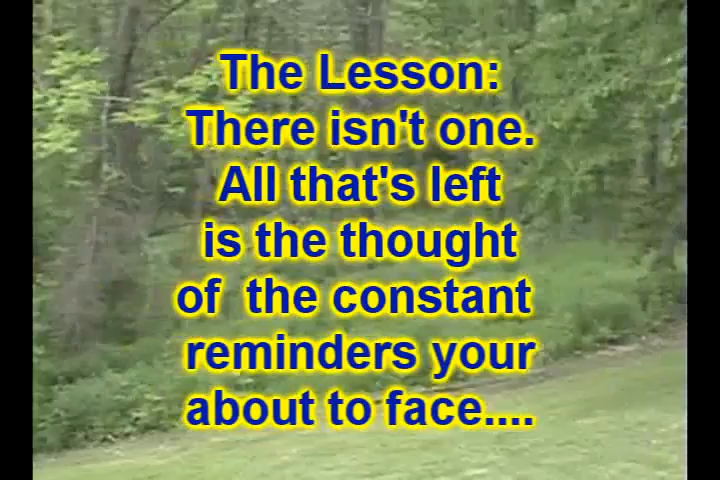 The Lesson:
There isn't one.
All that's left
is the thought
of the constant
reminders your
about to face....